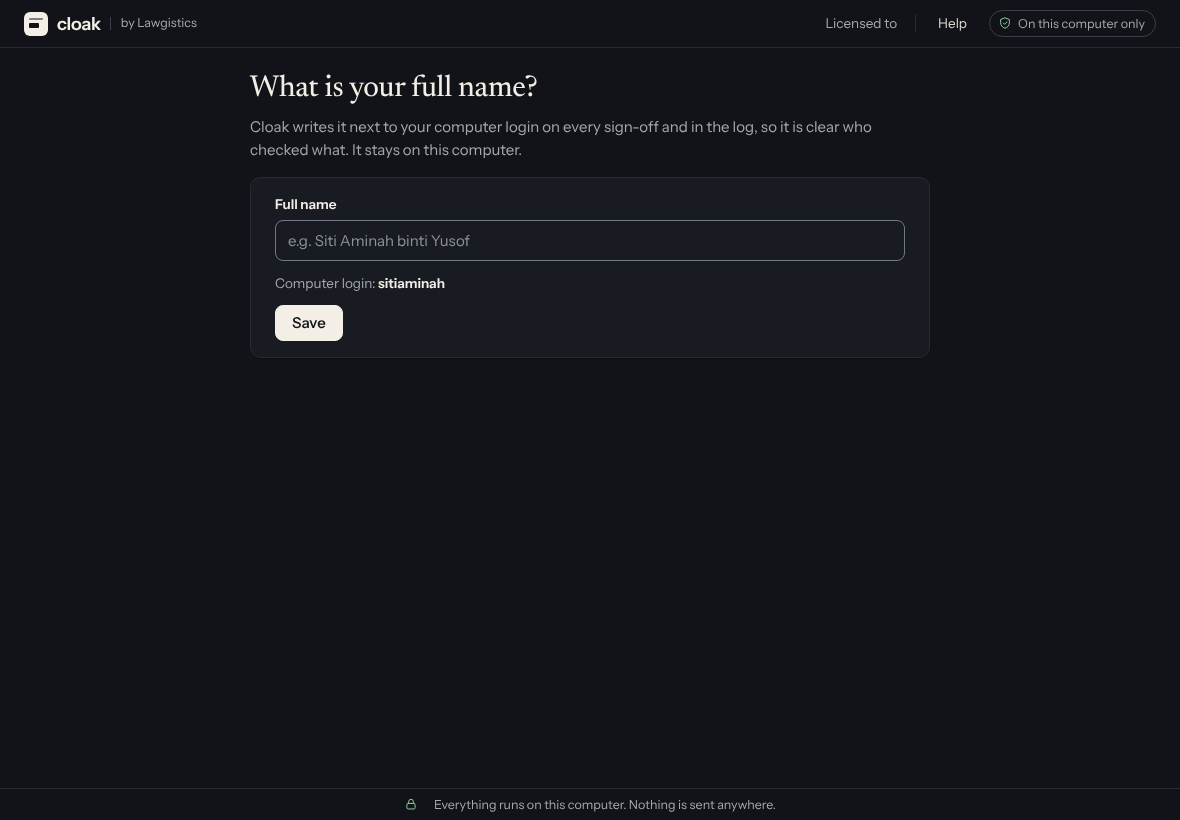 cloak
by Lawgistics
Licensed to
Help
On this computer only
What is your full name?
Cloak writes it next to your computer login on every sign-off and in the log, so it is clear who
checked what. It stays on this computer.
Full name
e.g. Siti Aminah binti Yusof
Computer login: sitiaminah
Save
Everything runs on this computer. Nothing is sent anywhere.